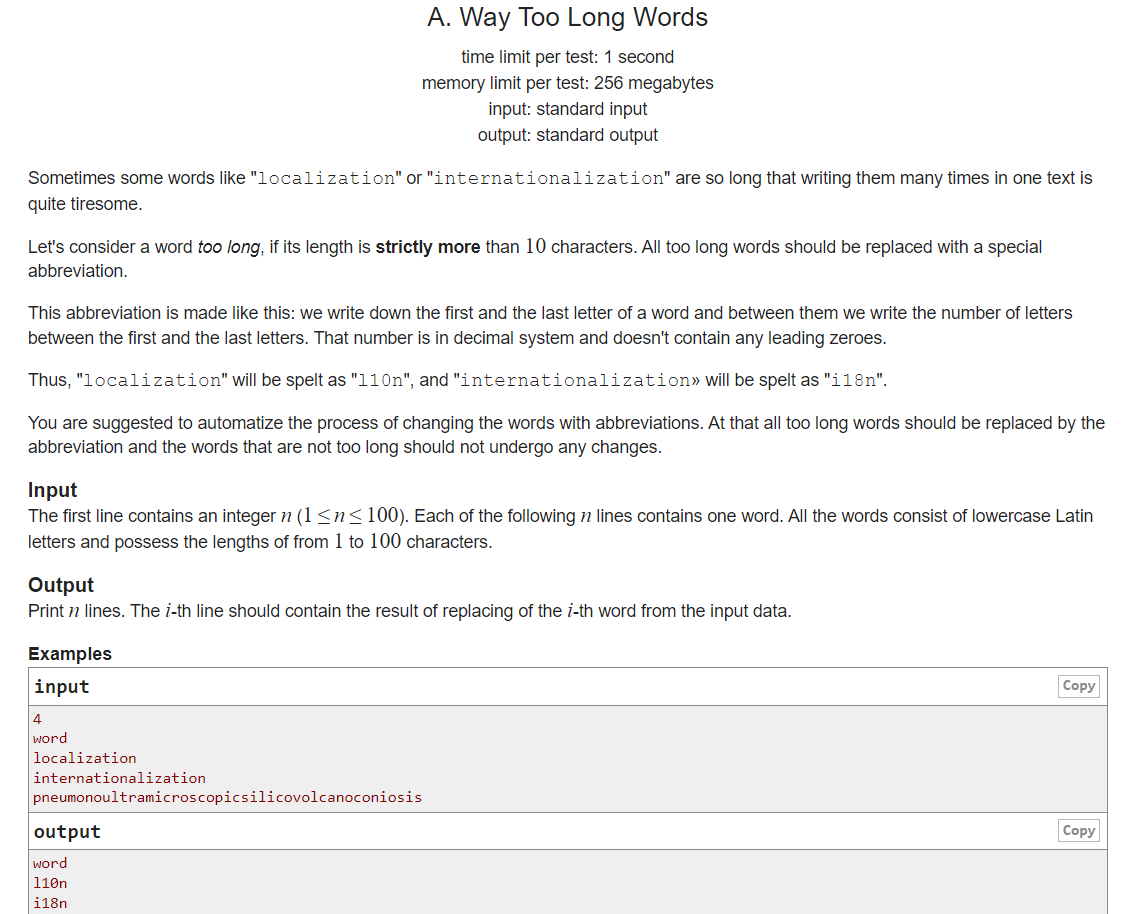 A. Way Too Long Words
time limit per test: 1 second
memory limit per test: 256 megabytes
input: standard input
output: standard output
Sometimes some words like "localization" or "internationalization" are so long that writing them many times in one text is
quite tiresome.
Let's consider a word too long, if its length is strictly more than 10 characters. All too long words should be replaced with a special
abbreviation.
This abbreviation is made like this: we write down the first and the last letter of a word and between them we write the number of letters
between the first and the last letters. That number is in decimal system and doesn't contain any leading zeroes.
Thus, "localization" will be spelt as "l10n", and "internationalization» will be spelt as "i18n".
You are suggested to automatize the process of changing the words with abbreviations. At that all too long words should be replaced by the
abbreviation and the words that are not too long should not undergo any changes.
Input
The first line contains an integer n (1 ≤ n ≤ 100). Each of the following n lines contains one word. All the words consist of lowercase Latin
letters and possess the lengths of from 1 to 100 characters.
Output
Print n lines. The i-th line should contain the result of replacing of the i-th word from the input data.
Examples
input Copy
4
word
localization
internationalization
pneumonoultramicroscopicsilicovolcanoconiosis
output Copy
word
l10n
i18n